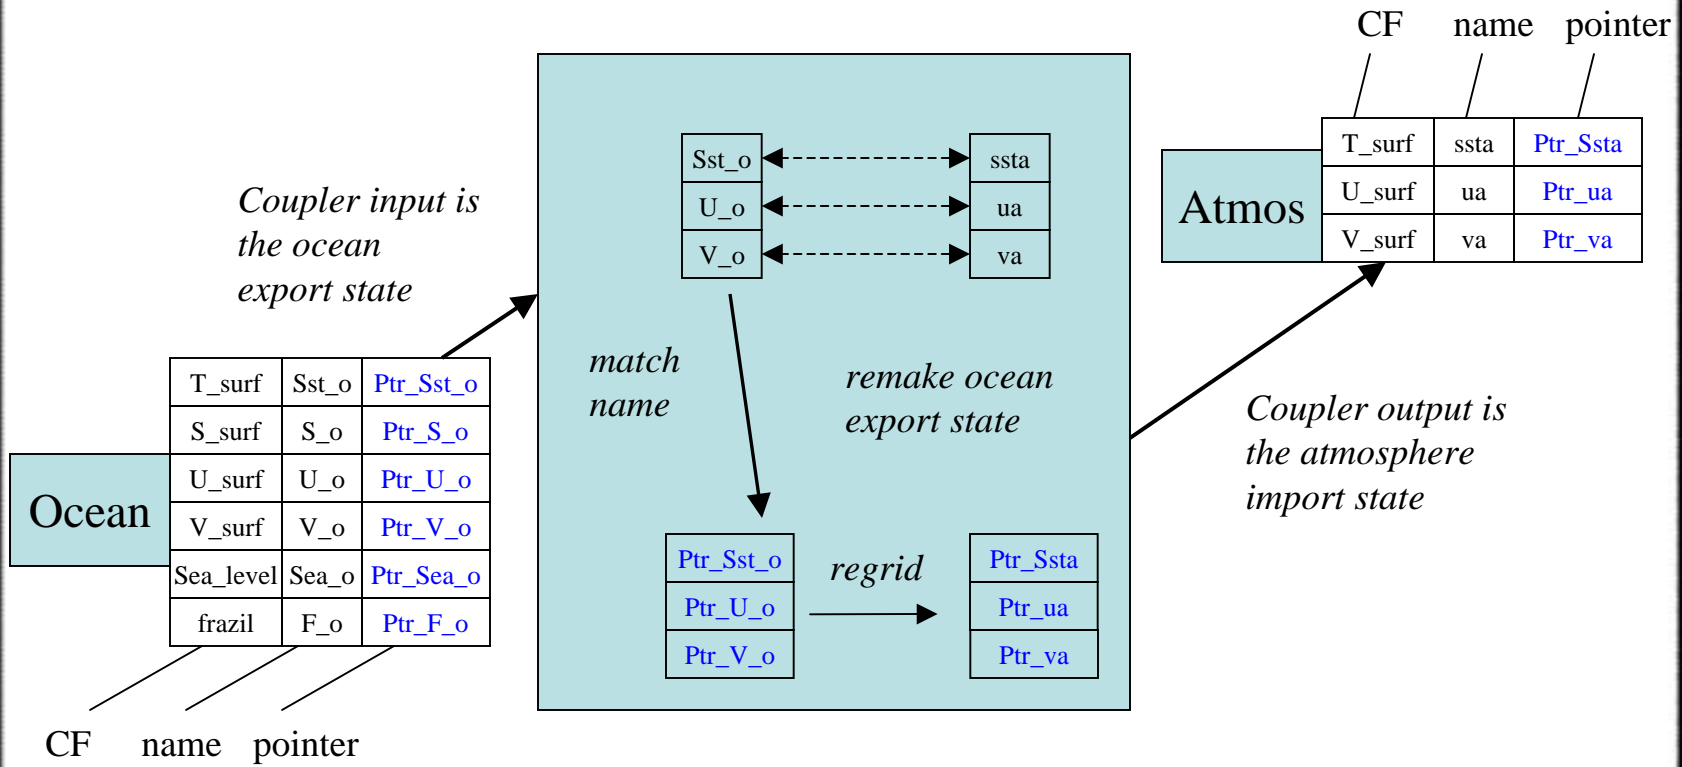 CF name pointer
T_surf ssta Ptr_Ssta
U_surf ua Ptr_ua
V_surf va Ptr_va
Atmos
Coupler input is
the ocean
export state
Sst_o ssta
U_o ua
V_o va
match
name
remake ocean
export state
Ptr_Sst_o Ptr_Ssta
Ptr_U_o Ptr_ua
Ptr_V_o Ptr_va
regrid
Coupler output is
the atmosphere
import state
Ocean
T_surf Sst_o Ptr_Sst_o
S_surf S_o Ptr_S_o
U_surf U_o Ptr_U_o
V_surf V_o Ptr_V_o
Sea_level Sea_o Ptr_Sea_o
frazil F_o Ptr_F_o
CF name pointer